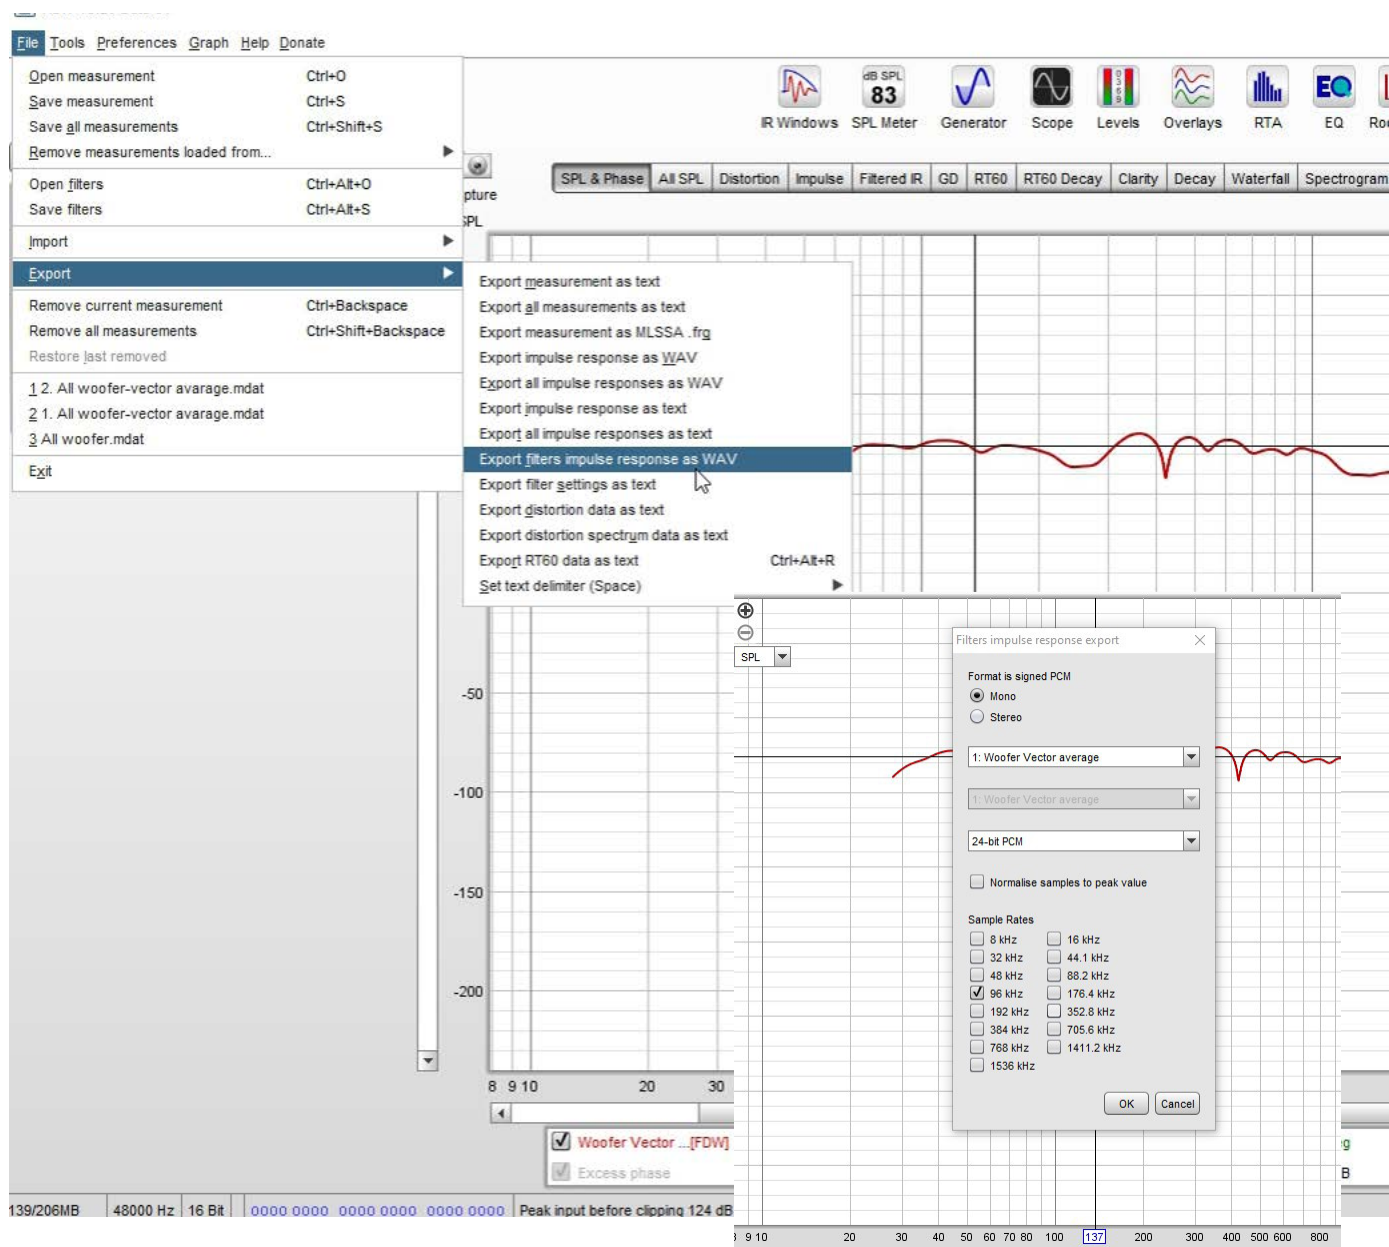 File Tools Preferences Graph Help Donate
Open measurement Ctrl+O
Save measurement Ctrl+S
Save all measurements Ctrl+Shift+S
Remove measurements loaded from...
Open filters Ctrl+Alt+O
Save filters Ctrl+Alt+S
Import
Export
Remove current measurement Ctrl+Backspace
Remove all measurements Ctrl+Shift+Backspace
Restore last removed
1 2. All woofer-vector avarage.mdat
2 1. All woofer-vector avarage.mdat
3 All woofer.mdat
Exit
dB SPL
83
IR Windows SPL Meter Generator Scope Levels Overlays RTA EQ
pture
SPL & Phase All SPL Distortion Impulse Filtered IR GD RT60 RT60 Decay Clarity Decay Waterfall Spectrogram
SPL
Export measurement as text
Export all measurements as text
Export measurement as MLSSA .frg
Export impulse response as WAV
Export all impulse responses as WAV
Export impulse response as text
Export all impulse responses as text
Export filters impulse response as WAV
Export filter settings as text
Export distortion data as text
Export distortion spectrum data as text
Export RT60 data as text Ctrl+Alt+R
Set text delimiter (Space)
-50
-100
-150
-200
8 9 10 20 30
Woofer Vector ...[FDW]
Excess phase
139/206MB 48000 Hz 16 Bit 0000 0000 0000 0000 0000 0000 Peak input before clipping 124 dB
SPL
Filters impulse response export
Format is signed PCM
Mono
Stereo
1: Woofer Vector average
1: Woofer Vector average
24-bit PCM
Normalise samples to peak value
Sample Rates
8 kHz 16 kHz
32 kHz 44.1 kHz
48 kHz 88.2 kHz
96 kHz 176.4 kHz
192 kHz 352.8 kHz
384 kHz 705.6 kHz
768 kHz 1411.2 kHz
1536 kHz
OK Cancel
9 10 20 30 40 50 60 70 80 100 137 200 300 400 500 600 800